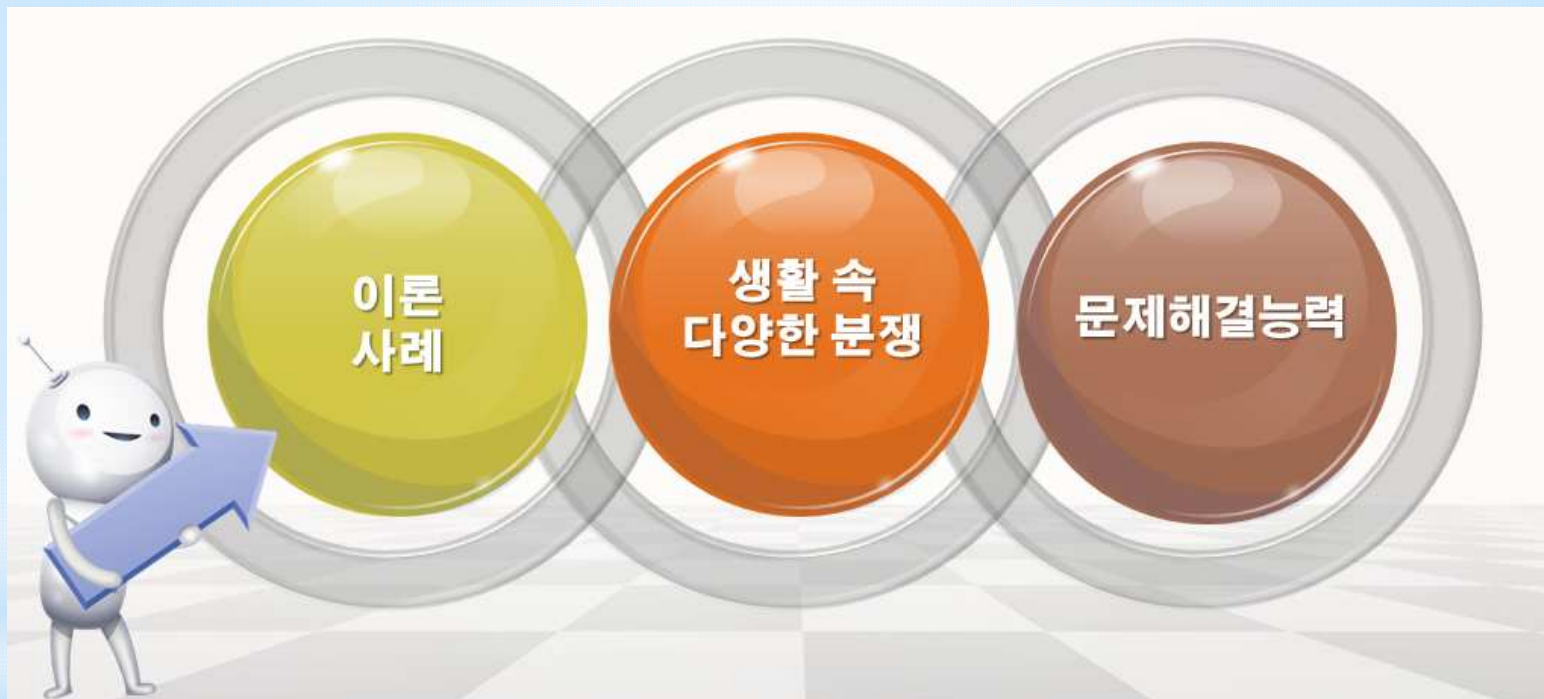 이론
사례
생활 속
다양한 분쟁
문제해결능력